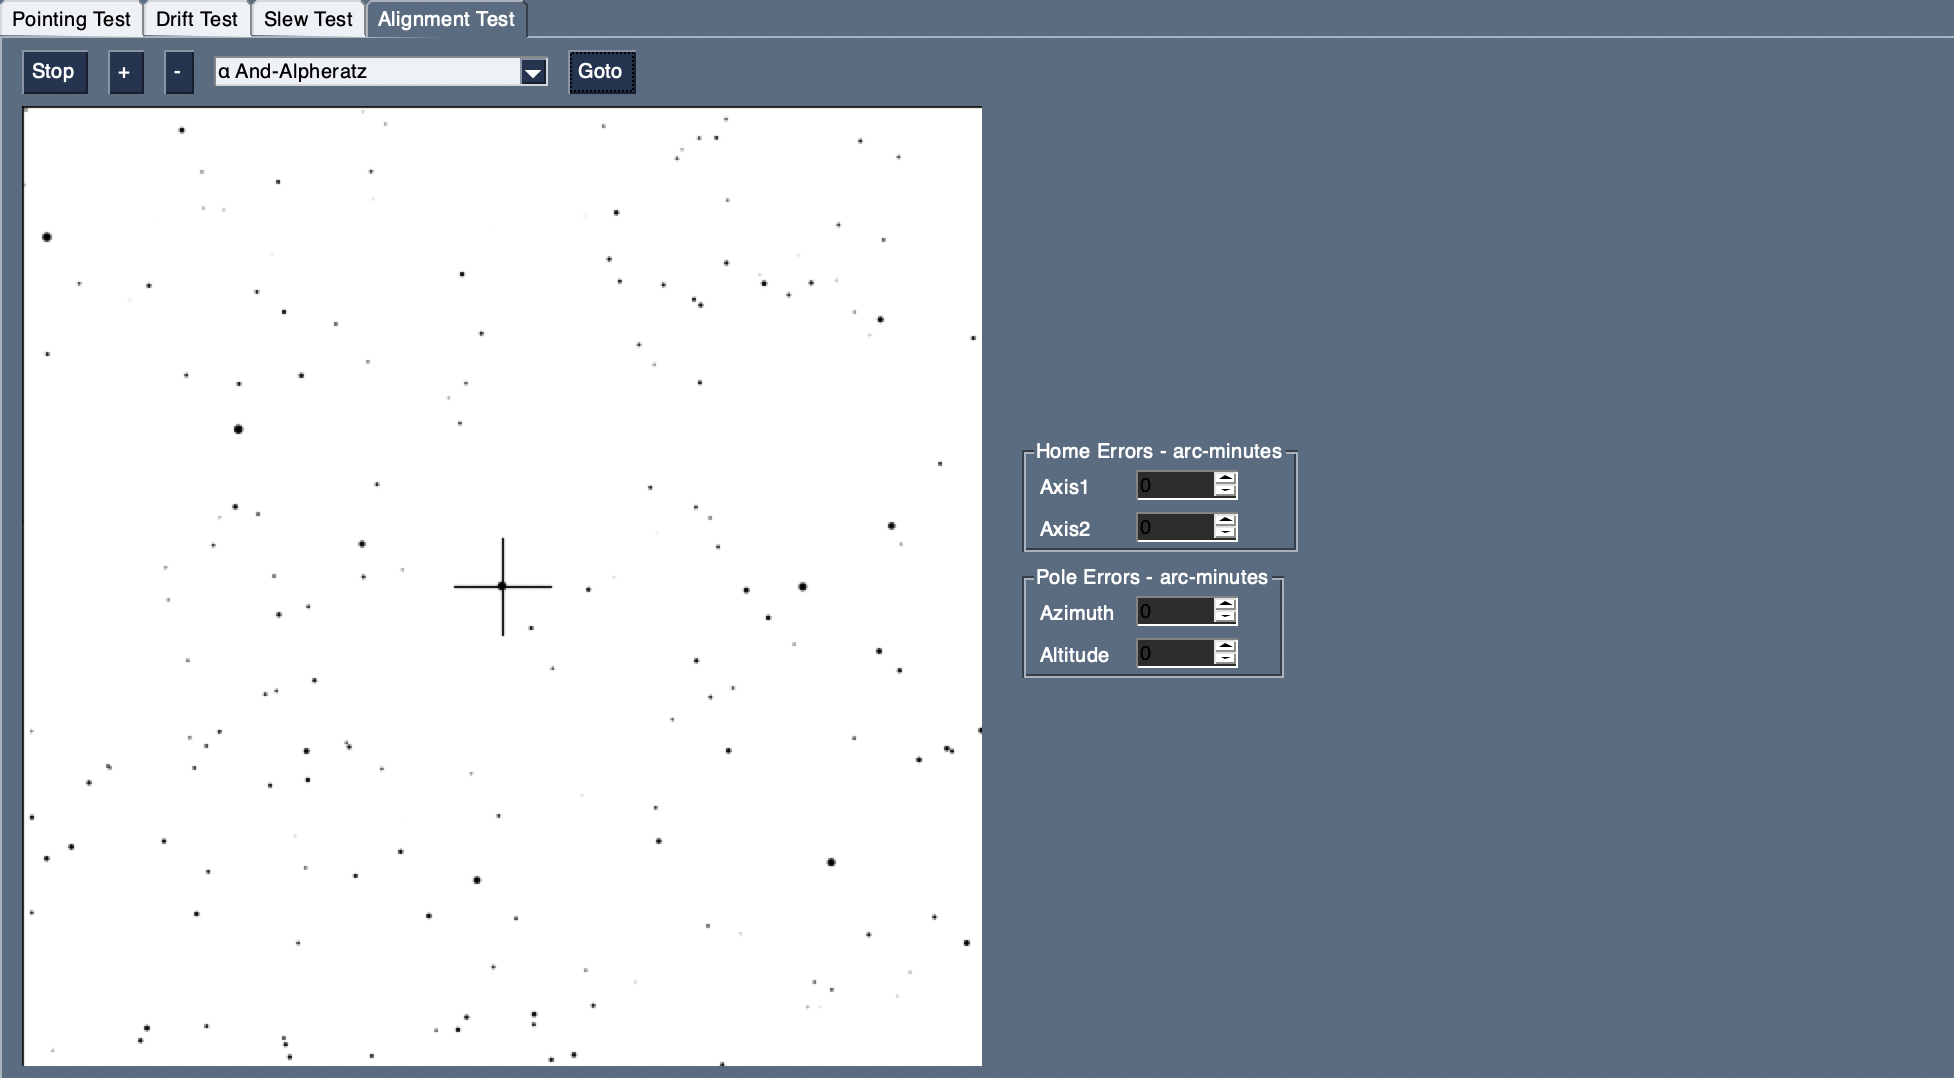 Pointing Test Drift Test Slew Test Alignment Test
Stop + - α And-Alpheratz Goto
Home Errors - arc-minutes
Axis1 0
Axis2 0
Pole Errors - arc-minutes
Azimuth 0
Altitude 0